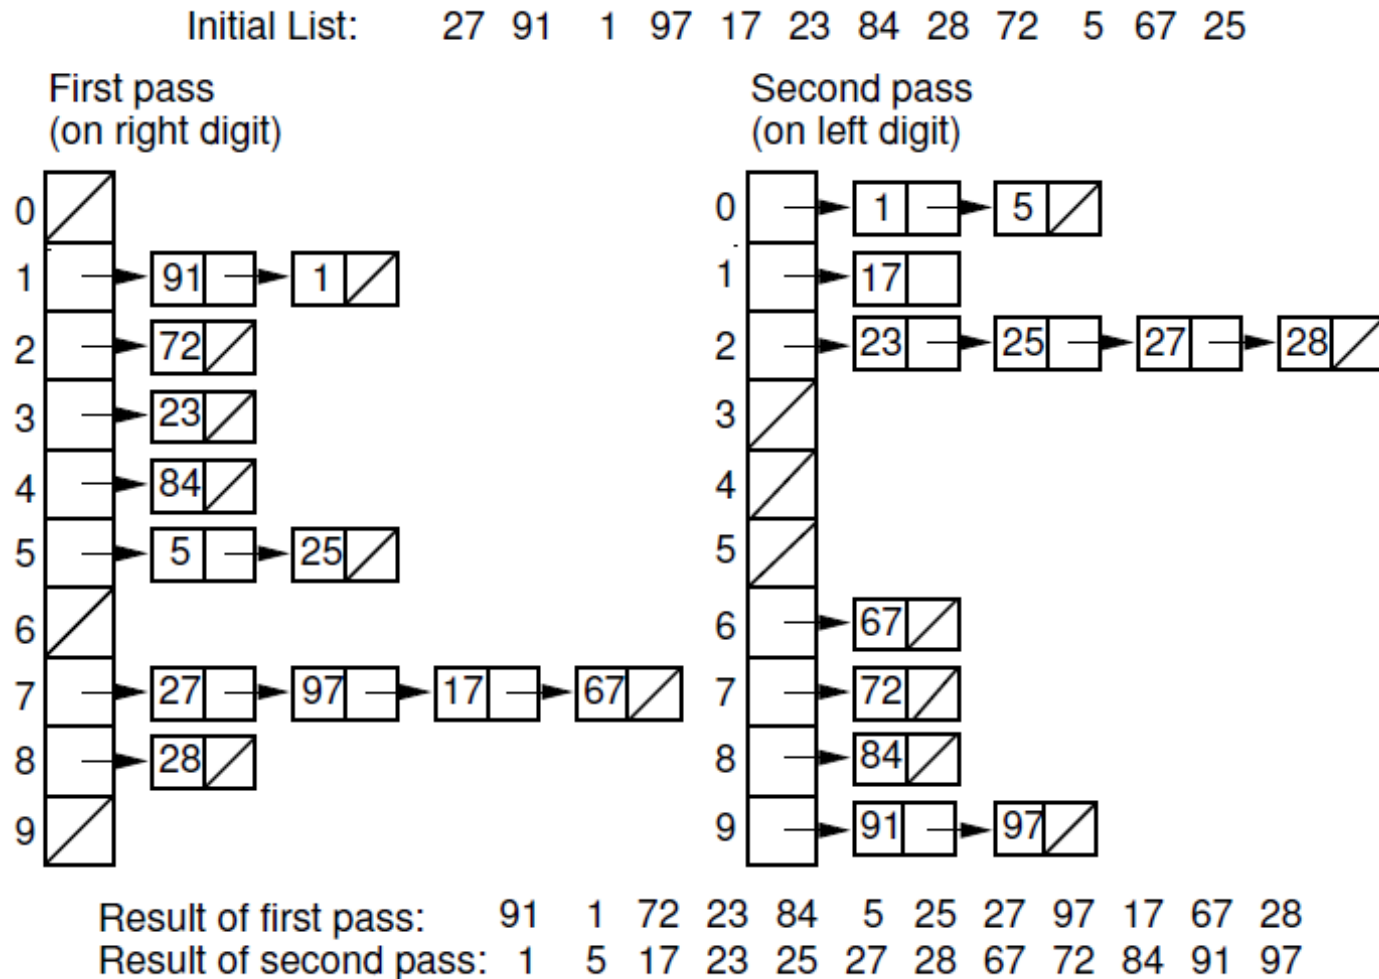 Initial List: 27 91 1 97 17 23 84 28 72 5 67 25
First pass
(on right digit)
0
1 91 1
2 72
3 23
4 84
5 5 25
6
7 27 97 17 67
8 28
9
Second pass
(on left digit)
0 1 5
1 17
2 23 25 27 28
3
4
5
6 67
7 72
8 84
9 91 97
Result of first pass: 91 1 72 23 84 5 25 27 97 17 67 28
Result of second pass: 1 5 17 23 25 27 28 67 72 84 91 97